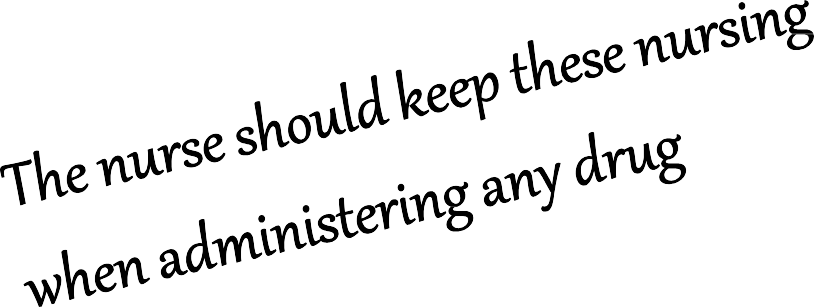 The nurse should keep these nursing
when administering any drug